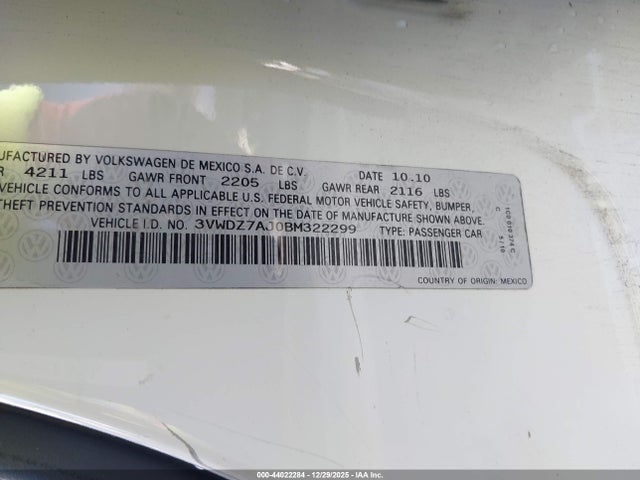 NUFACTURED BY VOLKSWAGEN DE MEXICO S.A. DE C.V. DATE 10.10
4211 LBS GAWR FRONT 2205 LBS GAWR REAR 2116 LBS
VEHICLE CONFORMS TO ALL APPLICABLE U.S. FEDERAL MOTOR VEHICLE SAFETY, BUMPER,
THEFT PREVENTION STANDARDS IN EFFECT ON THE DATE OF MANUFACTURE SHOWN ABOVE.
VEHICLE I.D. NO. 3VWDZ7AJ0BM322299 TYPE: PASSENGER CAR
COUNTRY OF ORIGIN: MEXICO
C 5/10
000-44022284 - 12/29/2025 - IAA Inc.